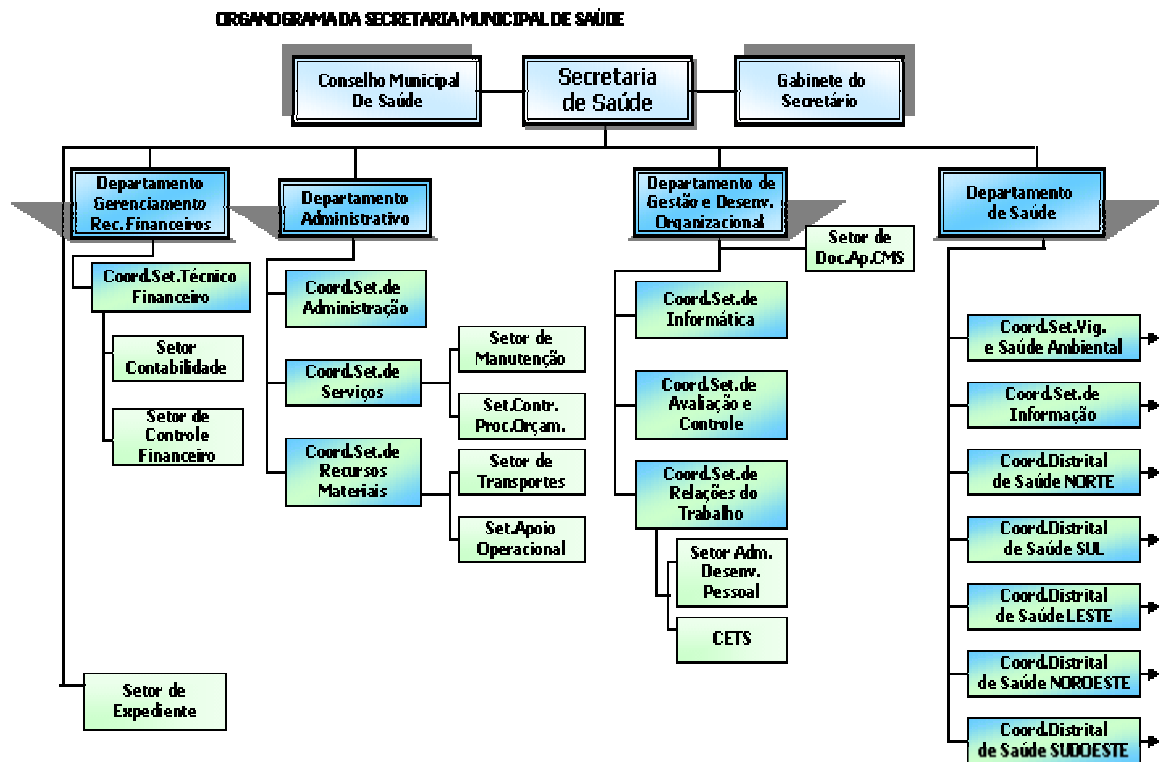 ORGANOGRAMA DA SECRETARIA MUNICIPAL DE SAÚDE
Conselho Municipal
De Saúde
Secretaria
de Saúde
Gabinete do
Secretário
Departamento
Gerenciamento
Rec.Financeiros
Departamento
Administrativo
Departamento de
Gestão e Desenv.
Organizacional
Departamento
de Saúde
Setor de
Doc.Ap.CMS
Coord.Set.Técnico
Financeiro
Setor
Contabilidade
Setor de
Controle
Financeiro
Coord.Set.de
Administração
Coord.Set.de
Serviços
Setor de
Manutenção
Set.Contr.
Proc.Orçam.
Coord.Set.de
Recursos
Materiais
Setor de
Transportes
Set.Apoio
Operacional
Coord.Set.de
Informática
Coord.Set.de
Avaliação e
Controle
Coord.Set.de
Relações do
Trabalho
Setor Adm.
Desenv.
Pessoal
CETS
Coord.Set.Vig.
e Saúde Ambiental
Coord.Set.de
Informação
Coord.Distrital
de Saúde NORTE
Coord.Distrital
de Saúde SUL
Coord.Distrital
de Saúde LESTE
Coord.Distrital
de Saúde NOROESTE
Coord.Distrital
de Saúde SUDOESTE
Setor de
Expediente